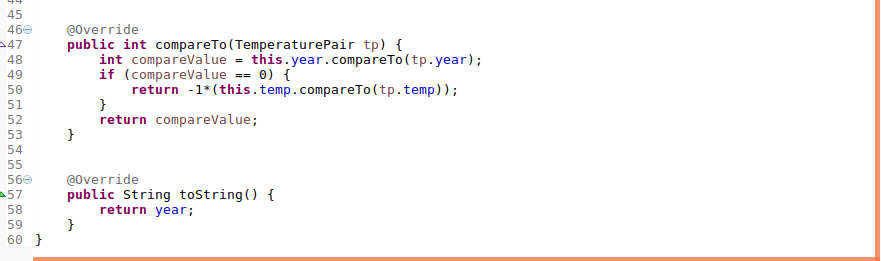 44
45
46 @Override
47 public int compareTo(TemperaturePair tp) {
48 int compareValue = this.year.compareTo(tp.year);
49 if (compareValue == 0) {
50 return -1*(this.temp.compareTo(tp.temp));
51 }
52 return compareValue;
53 }
54
55
56 @Override
57 public String toString() {
58 return year;
59 }
60 }